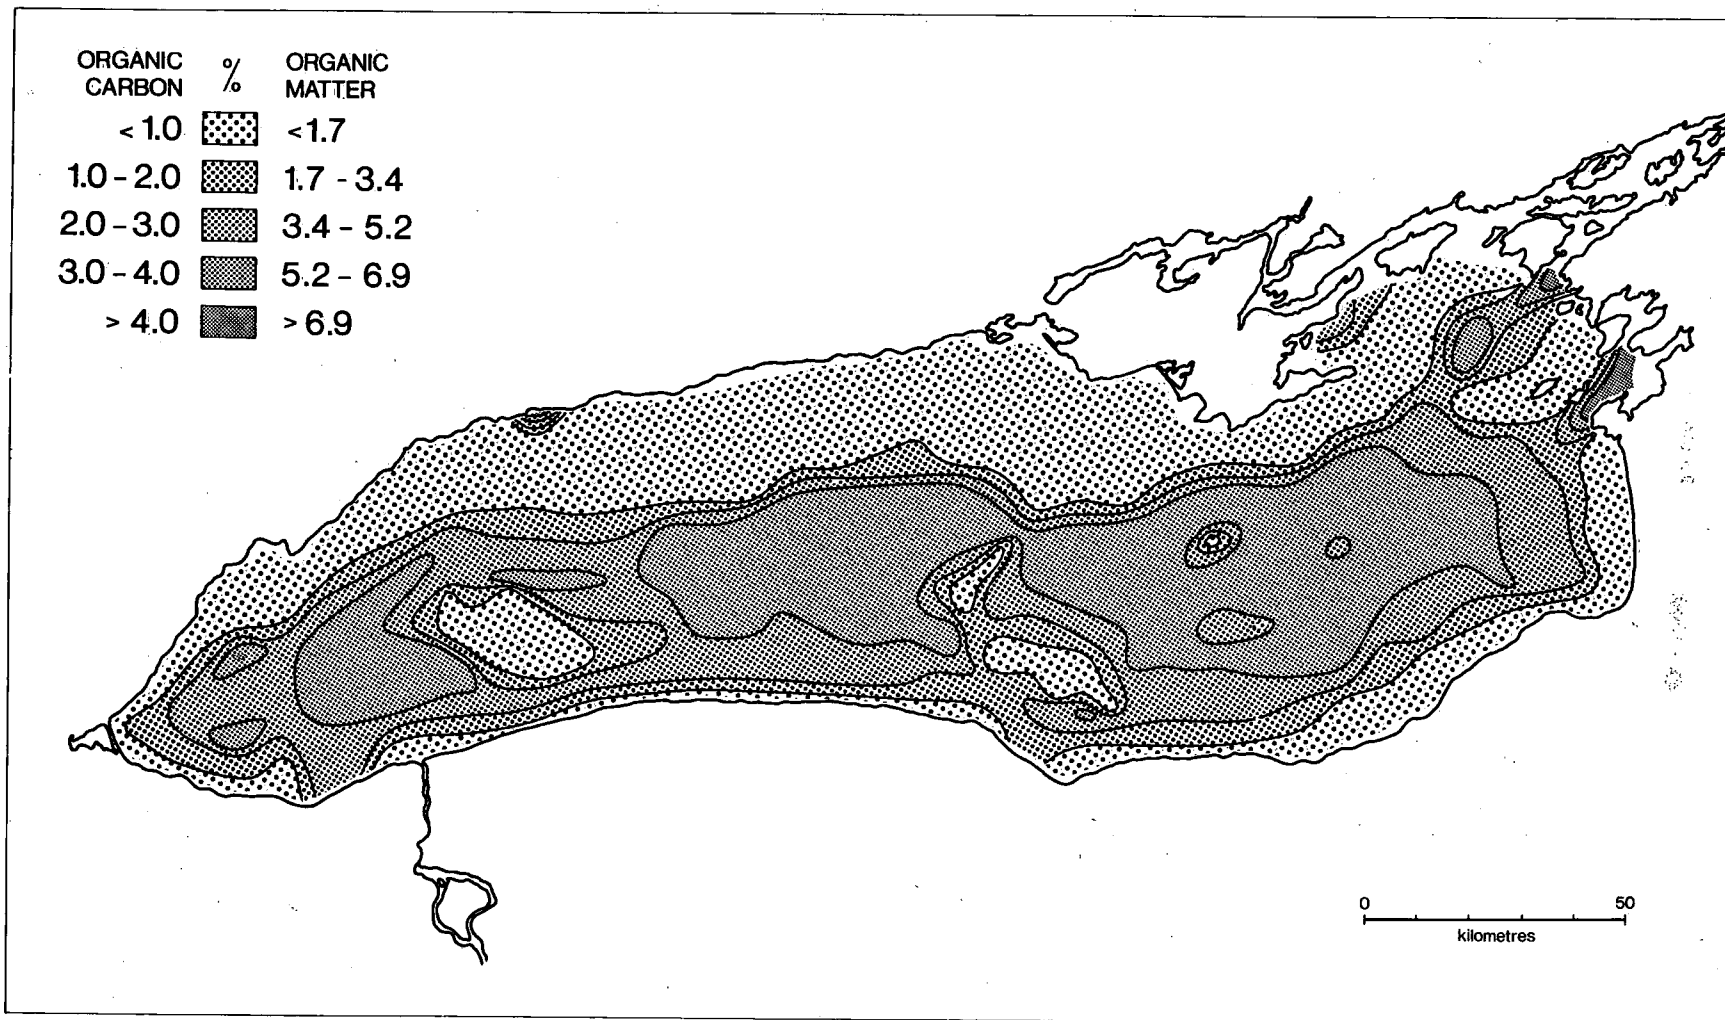 ORGANIC CARBON % ORGANIC MATTER
< 1.0 < 1.7
1.0 - 2.0 1.7 - 3.4
2.0 - 3.0 3.4 - 5.2
3.0 - 4.0 5.2 - 6.9
> 4.0 > 6.9
0 50
kilometres